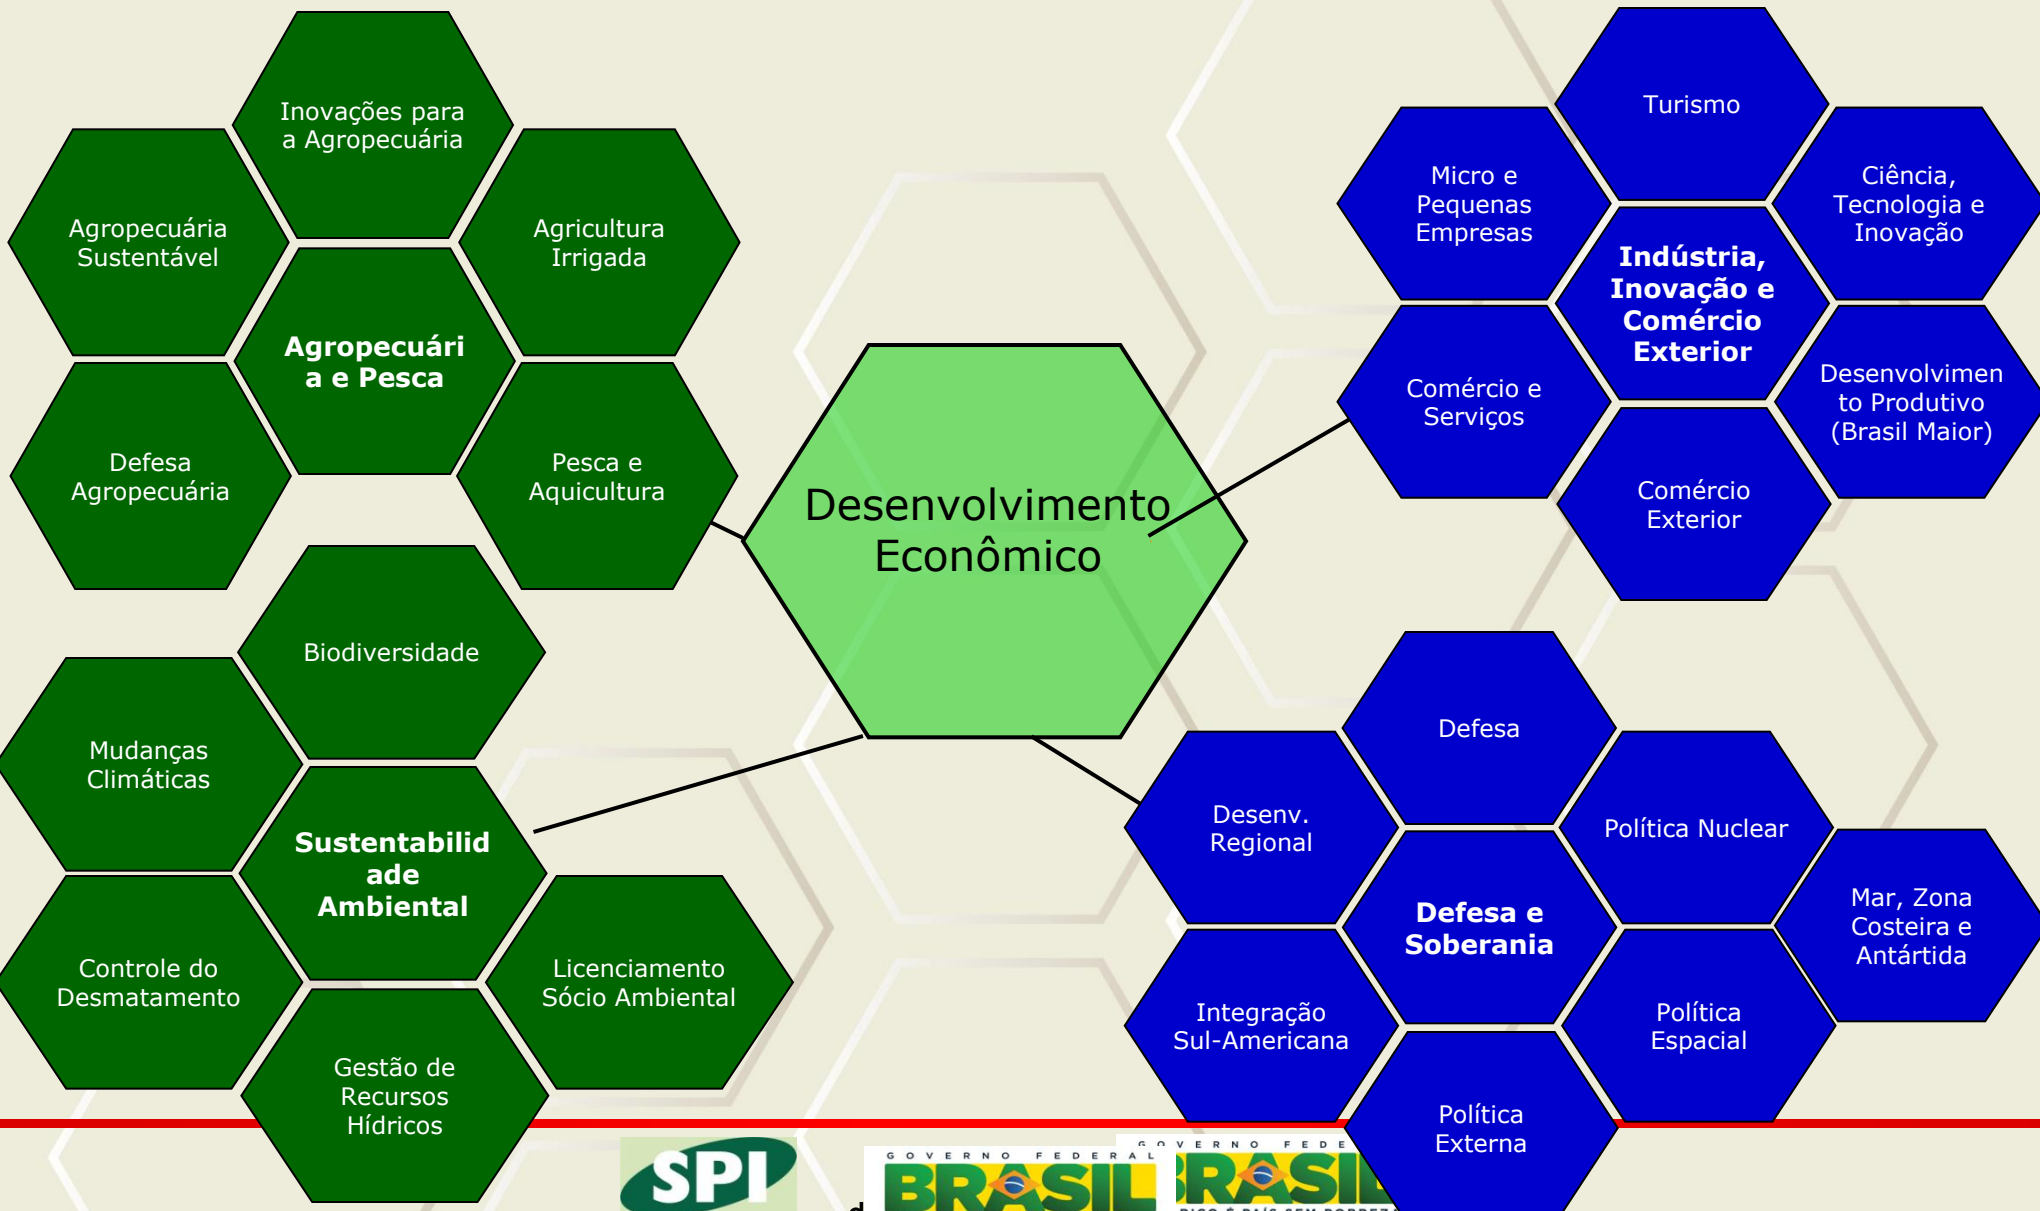 Inovações para
a Agropecuária
Agropecuária
Sustentável
Agricultura
Irrigada
Agropecuári
a e Pesca
Defesa
Agropecuária
Pesca e
Aquicultura
Turismo
Micro e
Pequenas
Empresas
Ciência,
Tecnologia e
Inovação
Indústria,
Inovação e
Comércio
Exterior
Comércio e
Serviços
Desenvolvimen
to Produtivo
(Brasil Maior)
Comércio
Exterior
Desenvolvimento
Econômico
Biodiversidade
Mudanças
Climáticas
Sustentabilid
ade
Ambiental
Controle do
Desmatamento
Licenciamento
Sócio Ambiental
Gestão de
Recursos
Hídricos
Defesa
Desenv.
Regional
Política Nuclear
Defesa e
Soberania
Mar, Zona
Costeira e
Antártida
Integração
Sul-Americana
Política
Espacial
Política
Externa
SPI
d
GOVERNO FEDERAL
BRASIL
GOVERNO FEDE
BRASIL
RICO É PAÍS SEM POBREZA